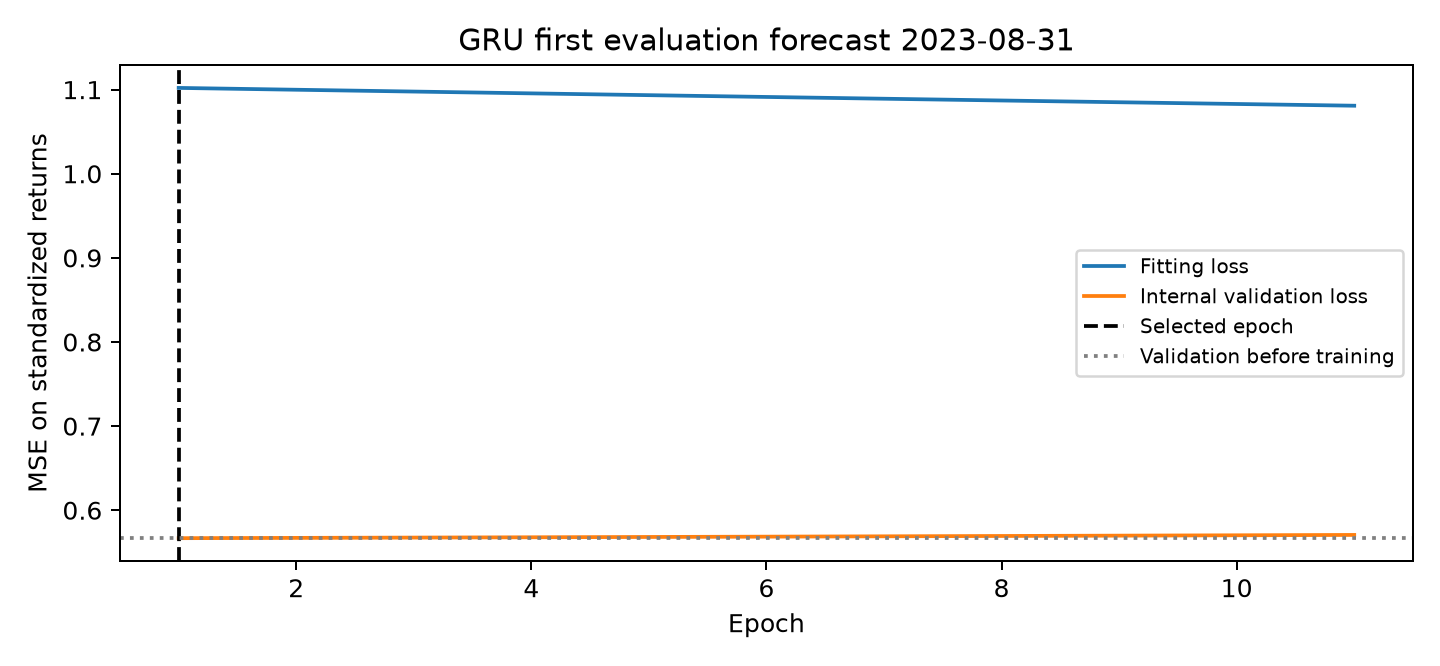 GRU first evaluation forecast 2023-08-31
MSE on standardized returns
1.1
1.0
0.9
0.8
0.7
0.6
Fitting loss
Internal validation loss
Selected epoch
Validation before training
2 4 6 8 10
Epoch